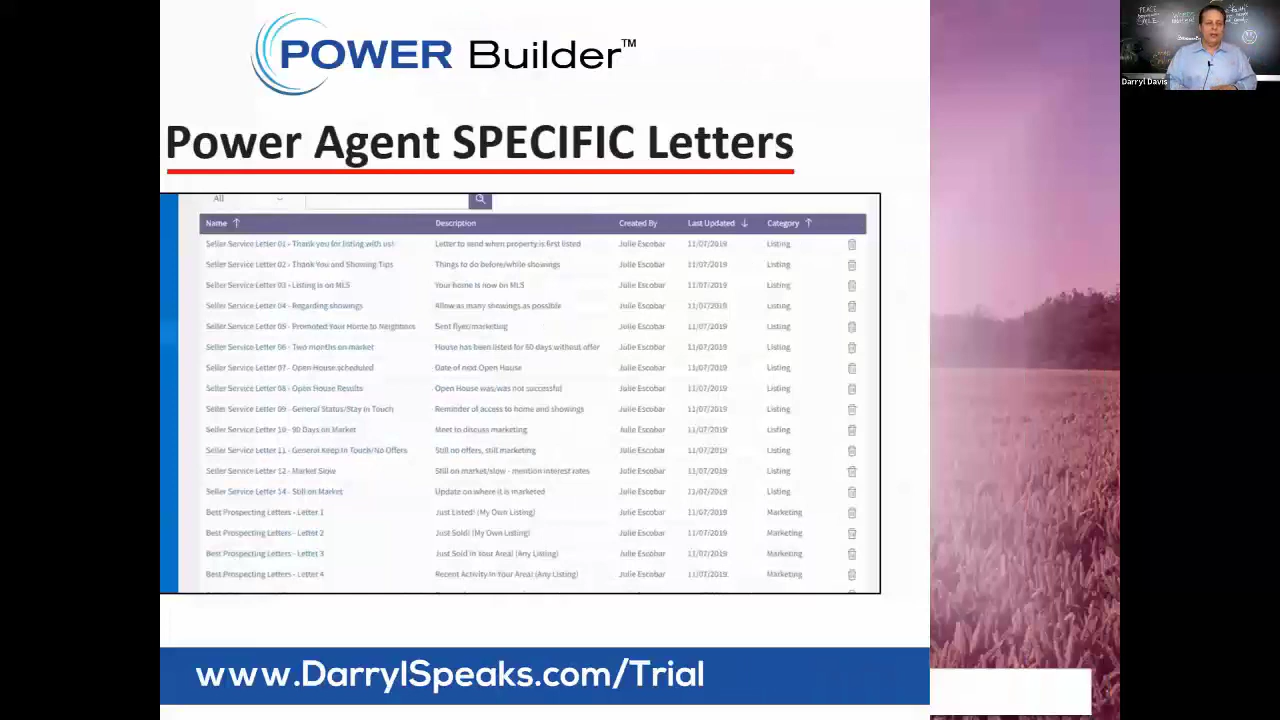 POWER Builder™
Power Agent SPECIFIC Letters
All
Name Description Created By Last Updated Category
Seller Service Letter 01 - Thank you for listing with us! Letter to send when property is first listed Julie Escobar 11/07/2019 Listing
Seller Service Letter 02 - Thank You and Showing Tips Things to do before/while showings Julie Escobar 11/07/2019 Listing
Seller Service Letter 03 - Listing is on MLS Your home is now on MLS Julie Escobar 11/07/2019 Listing
Seller Service Letter 04 - Regarding showings Allow as many showings as possible Julie Escobar 11/07/2019 Listing
Seller Service Letter 05 - Promoted Your Home to Neighbors Sent flyer/marketing Julie Escobar 11/07/2019 Listing
Seller Service Letter 06 - Two months on market House has been listed for 60 days without offer Julie Escobar 11/07/2019 Listing
Seller Service Letter 07 - Open House scheduled Date of next Open House Julie Escobar 11/07/2019 Listing
Seller Service Letter 08 - Open House Results Open House was/was not successful Julie Escobar 11/07/2019 Listing
Seller Service Letter 09 - General Status/Stay in Touch Reminder of access to home and showings Julie Escobar 11/07/2019 Listing
Seller Service Letter 10 - 90 Days on Market Meet to discuss marketing Julie Escobar 11/07/2019 Listing
Seller Service Letter 11 - General Keep In Touch/No Offers Still no offers, still marketing Julie Escobar 11/07/2019 Listing
Seller Service Letter 12 - Market Slow Still on market/slow - mention interest rates Julie Escobar 11/07/2019 Listing
Seller Service Letter 14 - Still on Market Update on where it is marketed Julie Escobar 11/07/2019 Listing
Best Prospecting Letters - Letter 1 Just Listed! (My Own Listing) Julie Escobar 11/07/2019 Marketing
Best Prospecting Letters - Letter 2 Just Sold! (My Own Listing) Julie Escobar 11/07/2019 Marketing
Best Prospecting Letters - Letter 3 Just Sold In Your Area! (Any Listing) Julie Escobar 11/07/2019 Marketing
Best Prospecting Letters - Letter 4 Recent Activity In Your Area! (Any Listing) Julie Escobar 11/07/2019 Marketing
www.DarrylSpeaks.com/Trial
PEACE
Darryl Davis